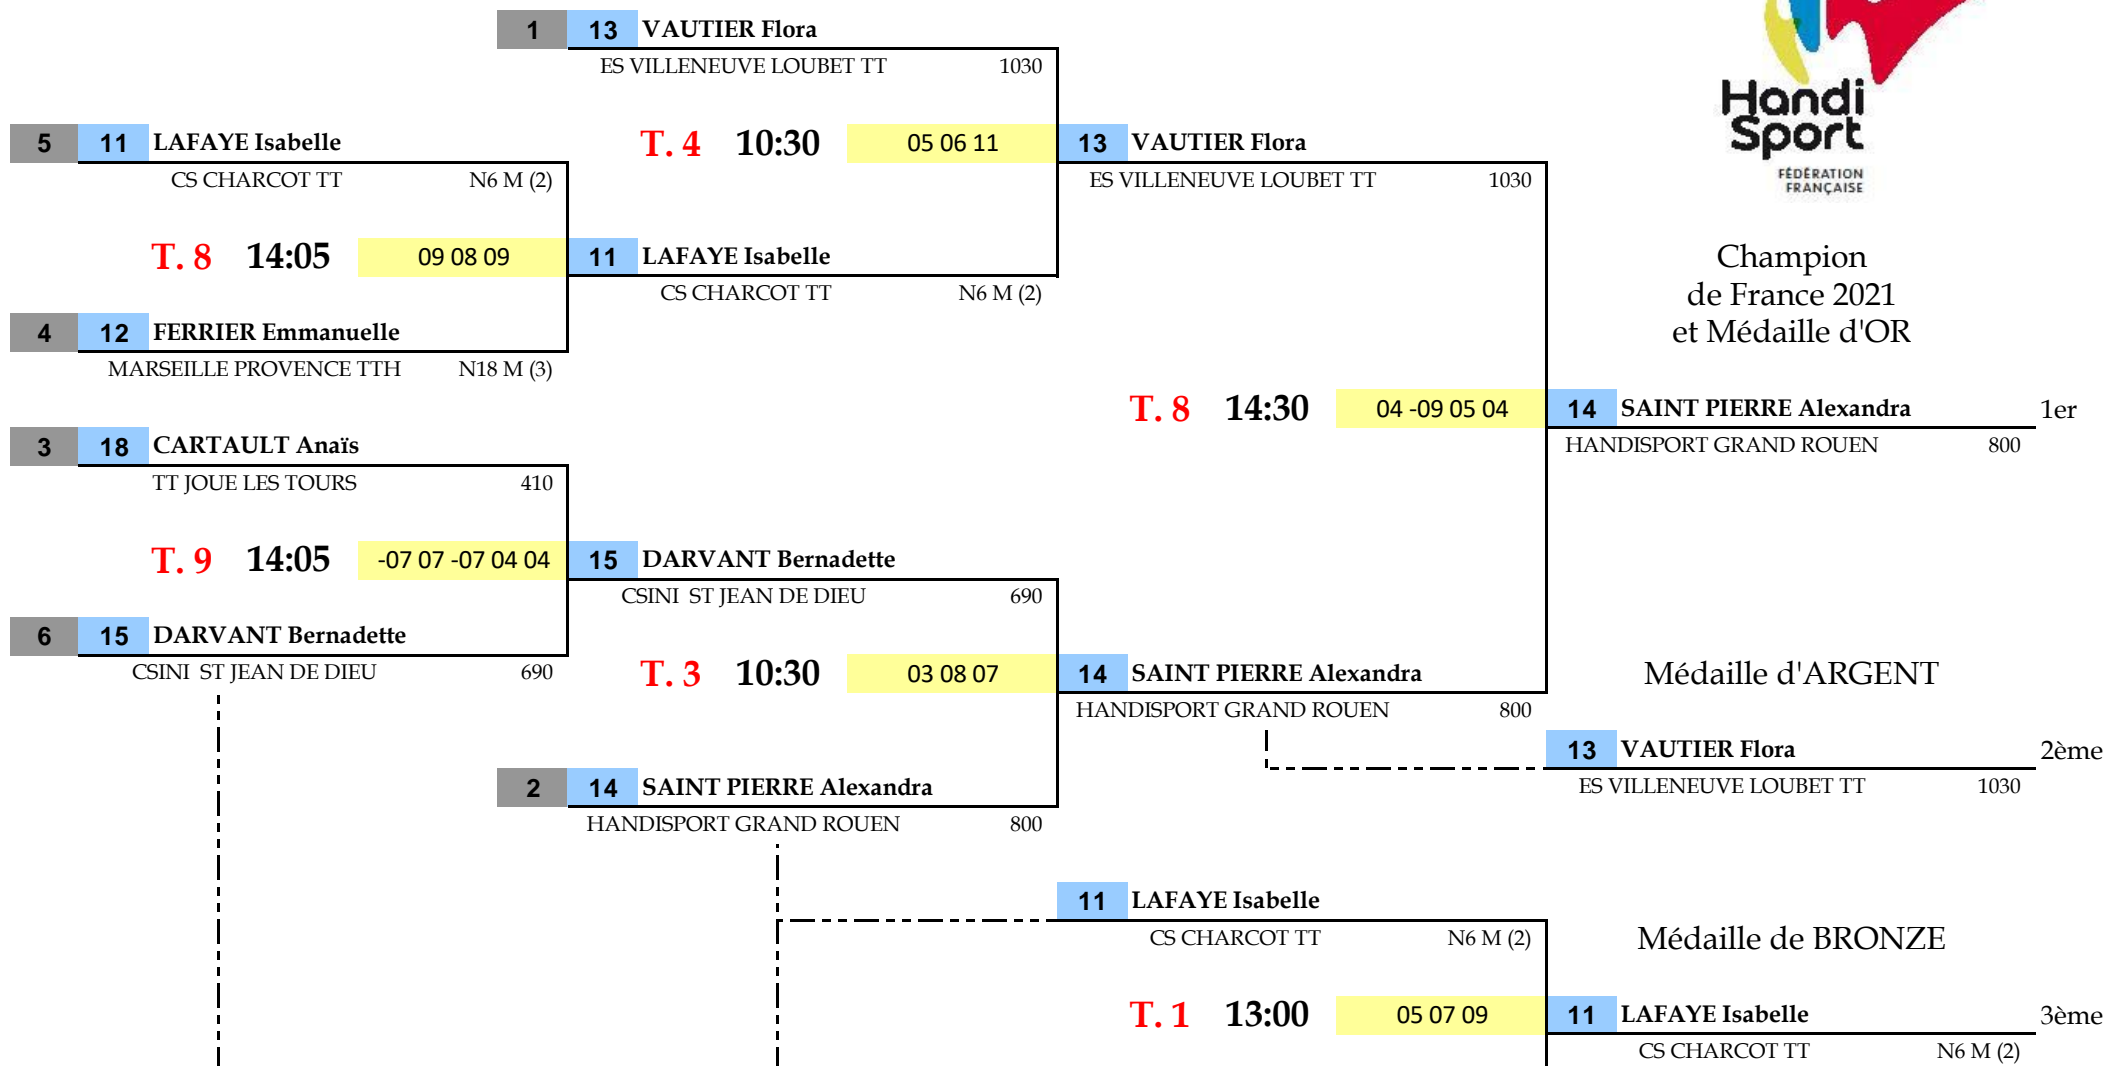 1 13 VAUTIER Flora
ES VILLENEUVE LOUBET TT 1030
Handi
Sport
FÉDÉRATION
FRANÇAISE
5 11 LAFAYE Isabelle
T. 4 10:30 05 06 11
13 VAUTIER Flora
CS CHARCOT TT N6 M (2)
ES VILLENEUVE LOUBET TT 1030
T. 8 14:05 09 08 09
11 LAFAYE Isabelle
CS CHARCOT TT N6 M (2)
Champion
de France 2021
et Médaille d'OR
4 12 FERRIER Emmanuelle
MARSEILLE PROVENCE TTH N18 M (3)
T. 8 14:30 04 -09 05 04
14 SAINT PIERRE Alexandra 1er
HANDISPORT GRAND ROUEN 800
3 18 CARTAULT Anaïs
TT JOUE LES TOURS 410
T. 9 14:05 -07 07 -07 04 04
15 DARVANT Bernadette
CSINI ST JEAN DE DIEU 690
6 15 DARVANT Bernadette
CSINI ST JEAN DE DIEU 690
T. 3 10:30 03 08 07
14 SAINT PIERRE Alexandra
HANDISPORT GRAND ROUEN 800
Médaille d'ARGENT
13 VAUTIER Flora 2ème
ES VILLENEUVE LOUBET TT 1030
2 14 SAINT PIERRE Alexandra
HANDISPORT GRAND ROUEN 800
11 LAFAYE Isabelle
CS CHARCOT TT N6 M (2)
Médaille de BRONZE
T. 1 13:00 05 07 09
11 LAFAYE Isabelle 3ème
CS CHARCOT TT N6 M (2)